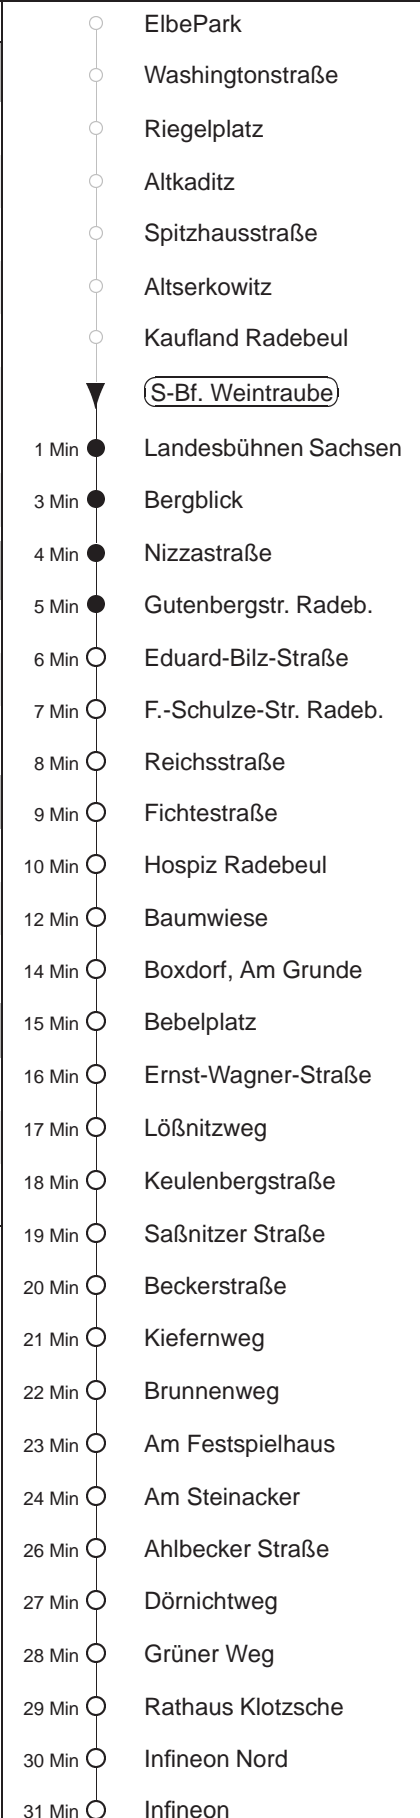 ElbePark
Washingtonstraße
Riegelplatz
Altkaditz
Spitzhausstraße
Altserkowitz
Kaufland Radebeul
S-Bf. Weintraube
1 Min Landesbühnen Sachsen
3 Min Bergblick
4 Min Nizzastraße
5 Min Gutenbergstr. Radeb.
6 Min Eduard-Bilz-Straße
7 Min F.-Schulze-Str. Radeb.
8 Min Reichsstraße
9 Min Fichtestraße
10 Min Hospiz Radebeul
12 Min Baumwiese
14 Min Boxdorf, Am Grunde
15 Min Bebelplatz
16 Min Ernst-Wagner-Straße
17 Min Lößnitzweg
18 Min Keulenbergstraße
19 Min Saßnitzer Straße
20 Min Beckerstraße
21 Min Kiefernweg
22 Min Brunnenweg
23 Min Am Festspielhaus
24 Min Am Steinacker
26 Min Ahlbecker Straße
27 Min Dörnichtweg
28 Min Grüner Weg
29 Min Rathaus Klotzsche
30 Min Infineon Nord
31 Min Infineon